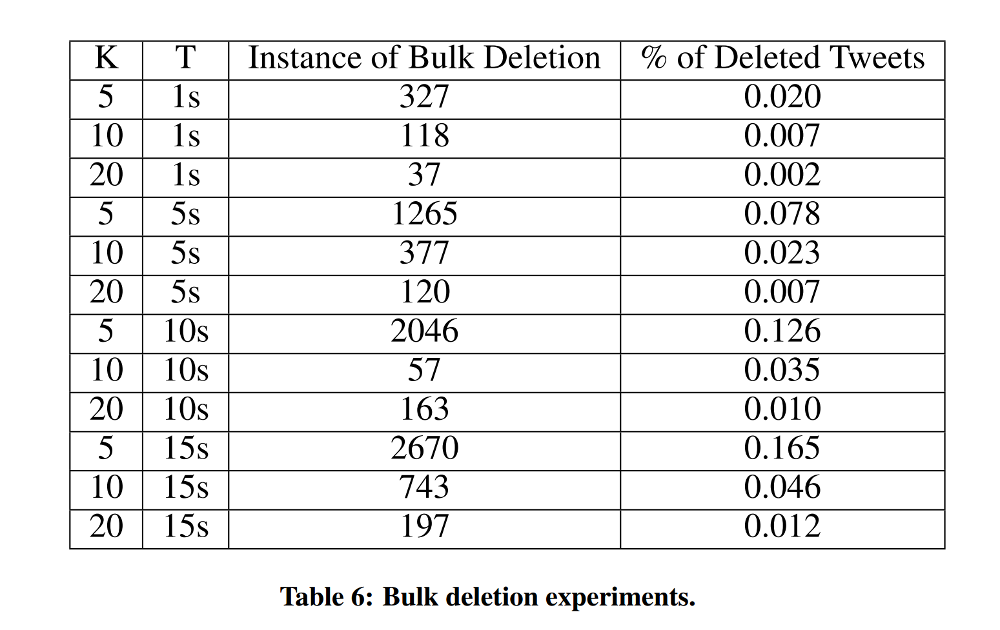 K T Instance of Bulk Deletion % of Deleted Tweets
5 1s 327 0.020
10 1s 118 0.007
20 1s 37 0.002
5 5s 1265 0.078
10 5s 377 0.023
20 5s 120 0.007
5 10s 2046 0.126
10 10s 57 0.035
20 10s 163 0.010
5 15s 2670 0.165
10 15s 743 0.046
20 15s 197 0.012
Table 6: Bulk deletion experiments.